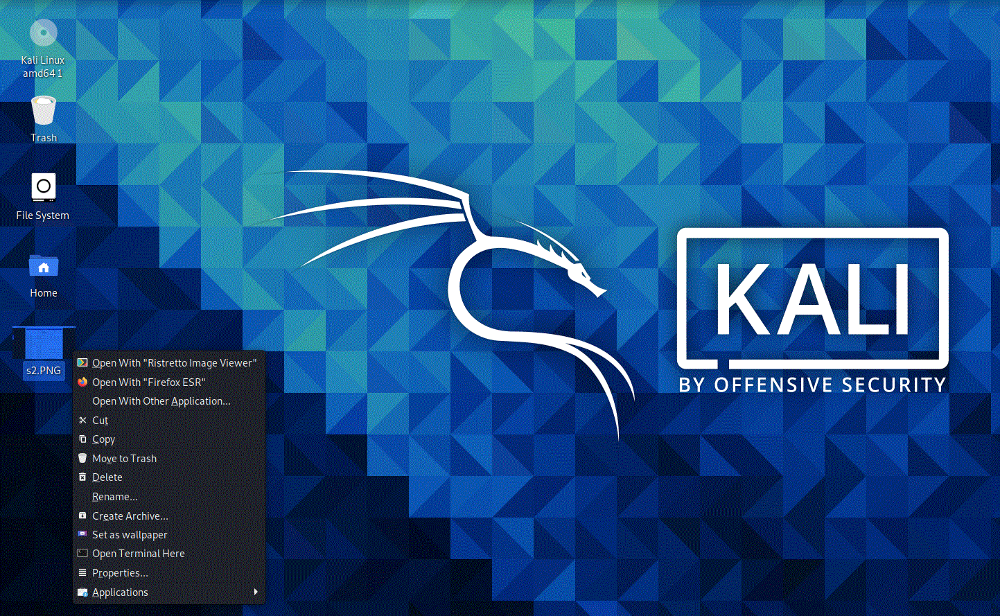 Kali Linux
amd64 1
Trash
File System
Home
s2.PNG
Open With "Ristretto Image Viewer"
Open With "Firefox ESR"
Open With Other Application...
Cut
Copy
Move to Trash
Delete
Rename...
Create Archive...
Set as wallpaper
Open Terminal Here
Properties...
Applications
KALI
BY OFFENSIVE SECURITY